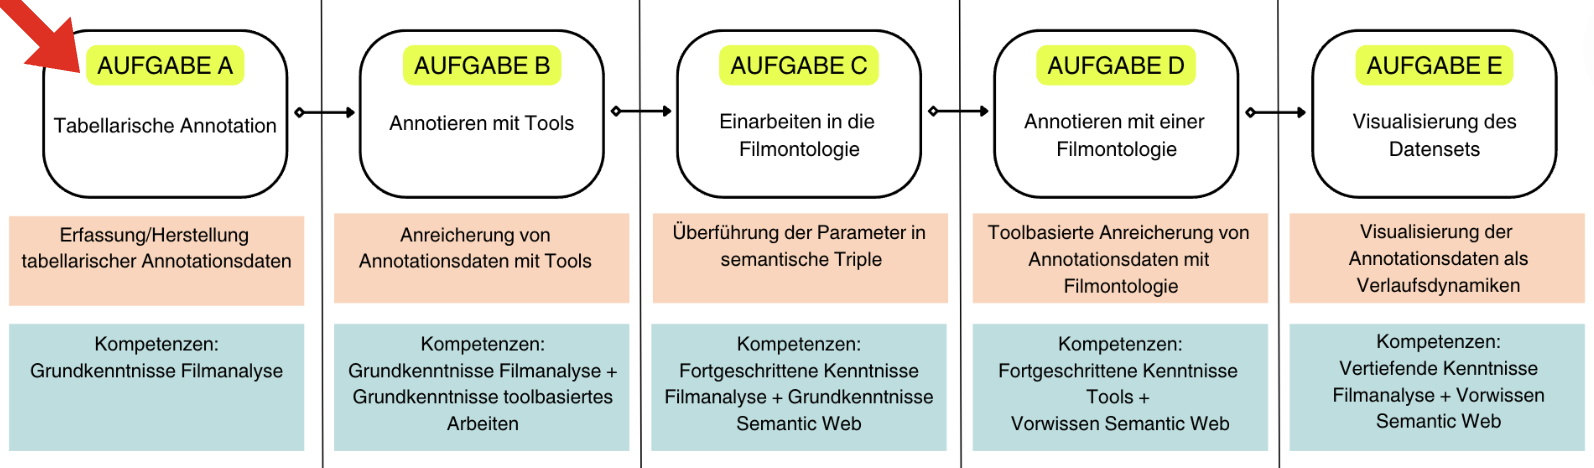 AUFGABE A
Tabellarische Annotation
Erfassung/Herstellung
tabellarischer Annotationsdaten
Kompetenzen:
Grundkenntnisse Filmanalyse
AUFGABE B
Annotieren mit Tools
Anreicherung von
Annotationsdaten mit Tools
Kompetenzen:
Grundkenntnisse Filmanalyse +
Grundkenntnisse toolbasiertes
Arbeiten
AUFGABE C
Einarbeiten in die
Filmontologie
Überführung der Parameter in
semantische Triple
Kompetenzen:
Fortgeschrittene Kenntnisse
Filmanalyse + Grundkenntnisse
Semantic Web
AUFGABE D
Annotieren mit einer
Filmontologie
Toolbasierte Anreicherung von
Annotationsdaten mit
Filmontologie
Kompetenzen:
Fortgeschrittene Kenntnisse
Tools +
Vorwissen Semantic Web
AUFGABE E
Visualisierung des
Datensets
Visualisierung der
Annotationsdaten als
Verlaufsdynamiken
Kompetenzen:
Vertiefende Kenntnisse
Filmanalyse + Vorwissen
Semantic Web